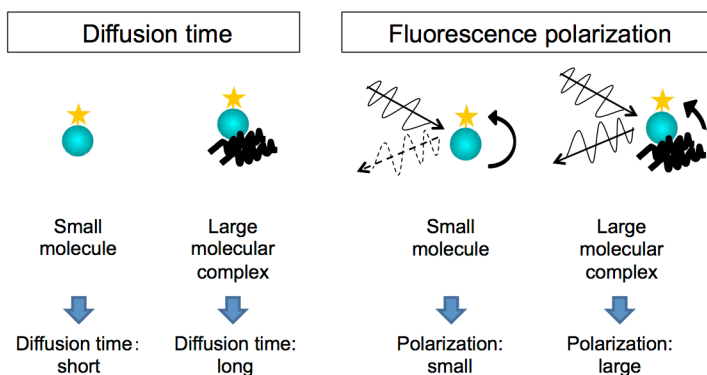 Diffusion time
Fluorescence polarization
Small
molecule
Large
molecular
complex
Small
molecule
Large
molecular
complex
Diffusion time:
short
Diffusion time:
long
Polarization:
small
Polarization:
large